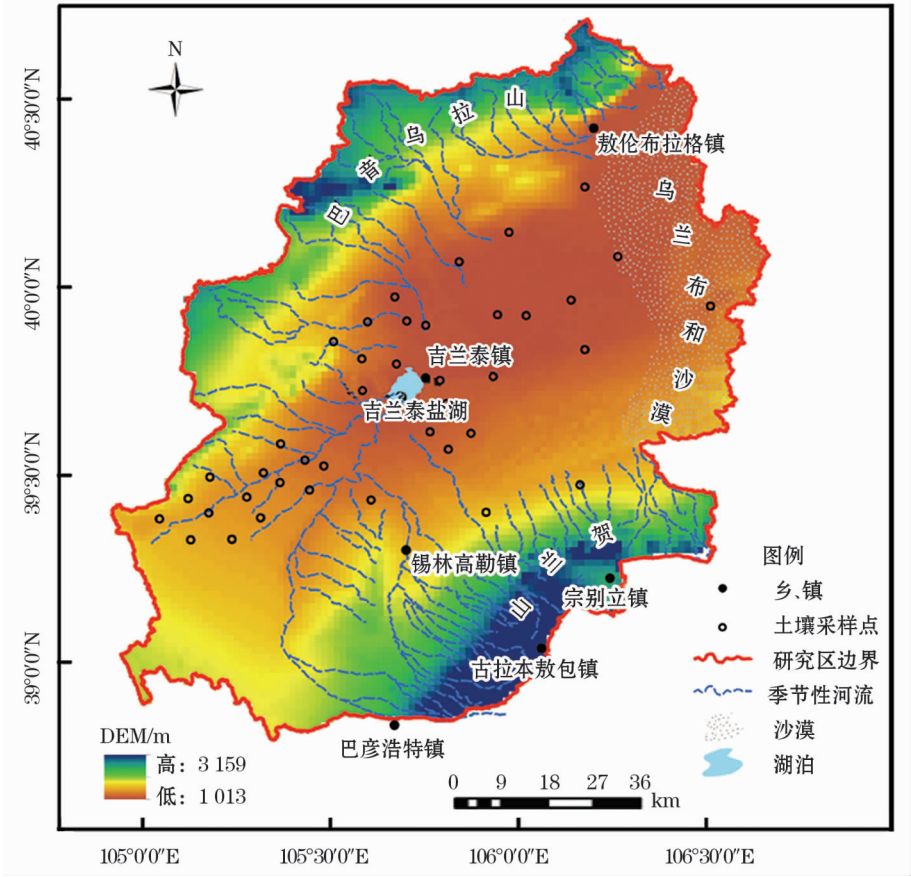 N
40°30′0″N
40°0′0″N
39°30′0″N
39°0′0″N
巴音乌拉山
敖伦布拉格镇
乌兰布和沙漠
吉兰泰镇
吉兰泰盐湖
锡林高勒镇
贺兰山
宗别立镇
古拉本敖包镇
巴彦浩特镇
图例
乡、镇
土壤采样点
研究区边界
季节性河流
沙漠
湖泊
DEM/m
高：3 159
低：1 013
0 9 18 27 36
km
105°0′0″E 105°30′0″E 106°0′0″E 106°30′0″E